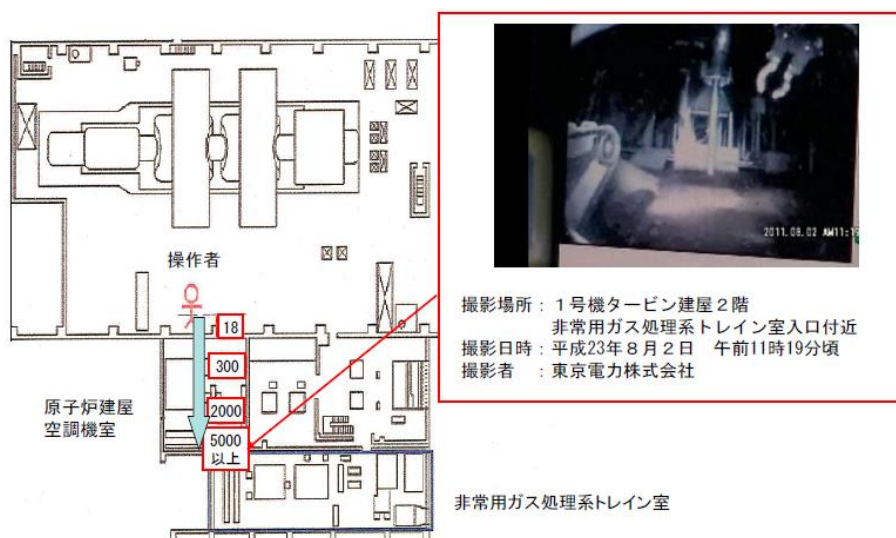 2011.08.02 AM11:19
操作者
18
300
2000
5000
以上
原子炉建屋
空調機室
非常用ガス処理系トレイン室
撮影場所：１号機タービン建屋２階
非常用ガス処理系トレイン室入口付近
撮影日時：平成23年８月２日　午前11時19分頃
撮影者　：東京電力株式会社